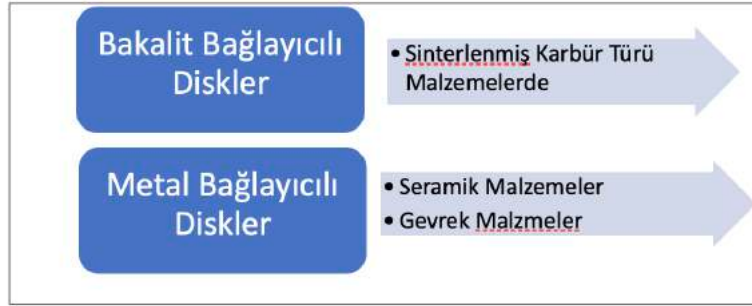 Bakalit Bağlayıcılı
Diskler
• Sinterlenmiş Karbür Türü
Malzemelerde
Metal Bağlayıcılı
Diskler
• Seramik Malzemeler
• Gevrek Malzmeler